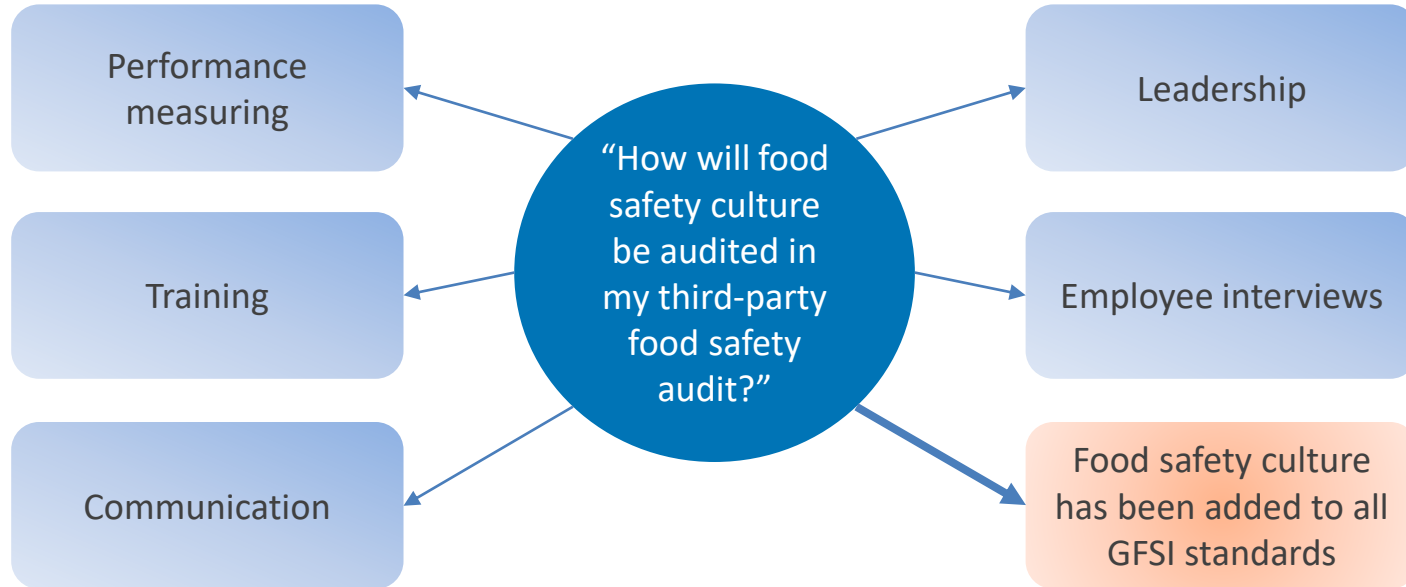 Performance
measuring
Training
Communication
“How will food
safety culture
be audited in
my third-party
food safety
audit?”
Leadership
Employee interviews
Food safety culture
has been added to all
GFSI standards